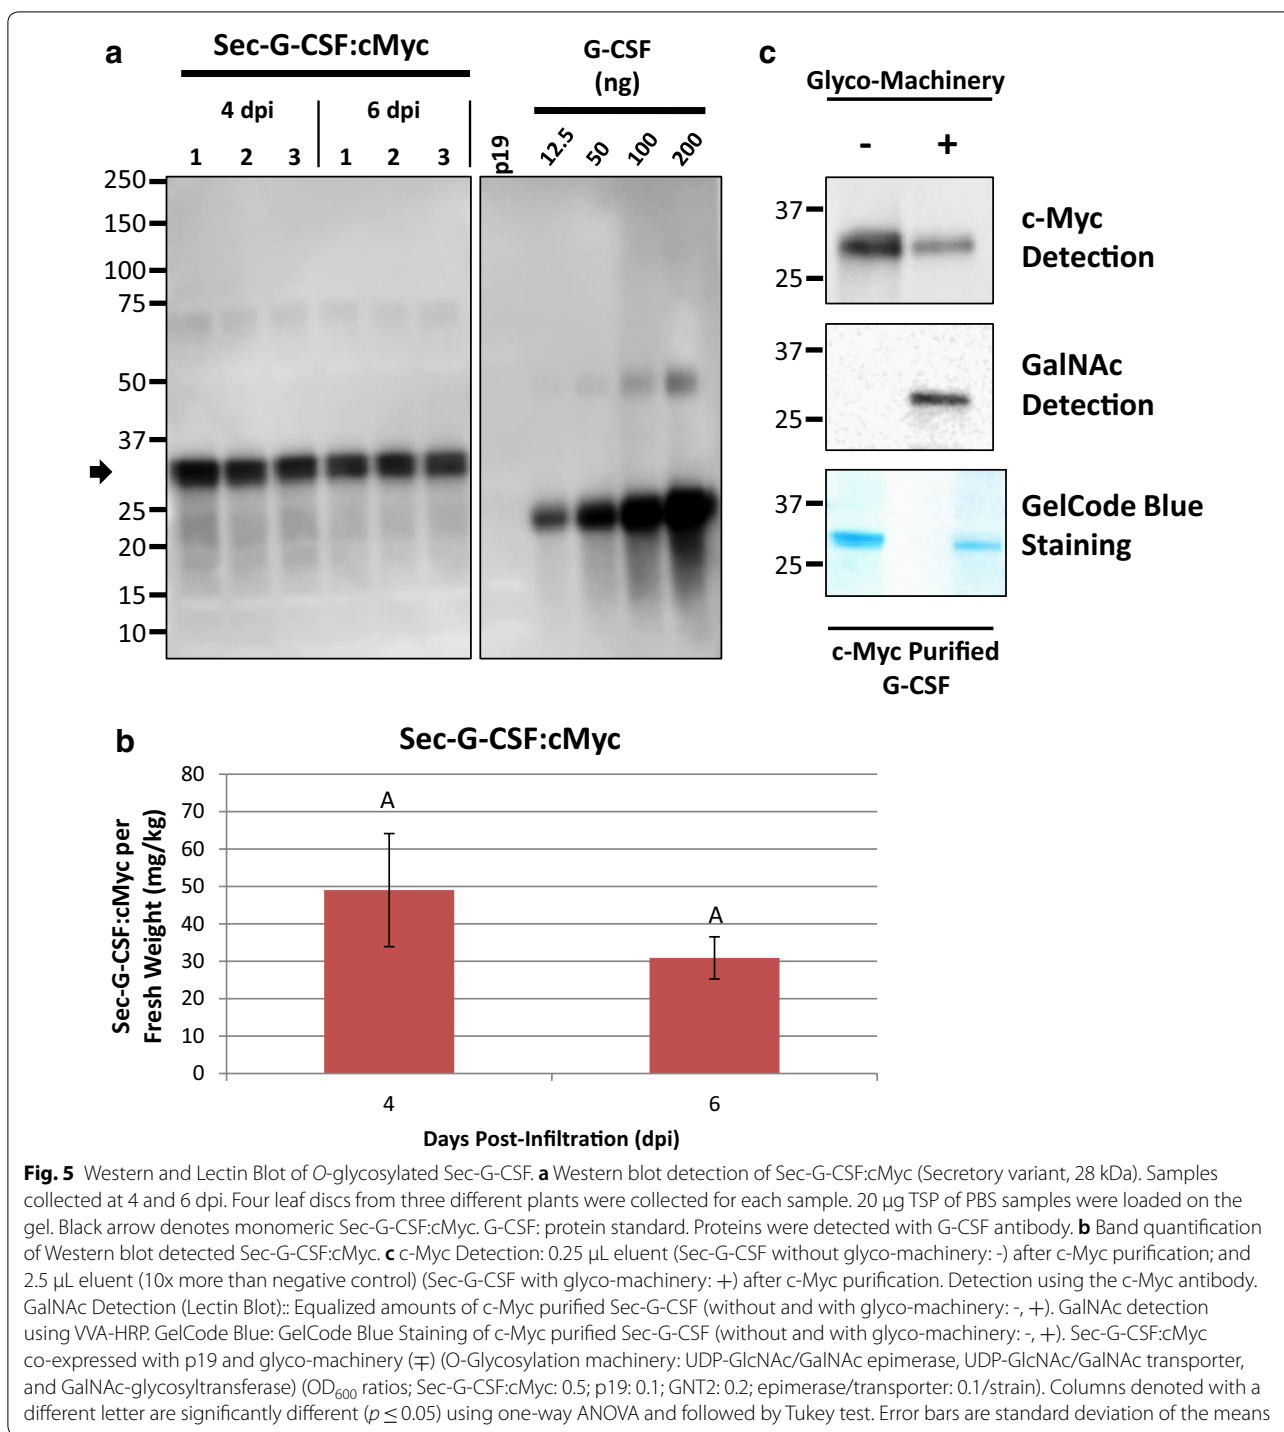 a
Sec-G-CSF:cMyc
4 dpi
6 dpi
1 2 3 1 2 3
G-CSF
(ng)
p19 12.5 50 100 200
250
150
100
75
50
37
25
20
15
10
c
Glyco-Machinery
- +
37
25
c-Myc
Detection
37
25
GalNAc
Detection
37
25
GelCode Blue
Staining
c-Myc Purified
G-CSF
b
Sec-G-CSF:cMyc
Sec-G-CSF:cMyc per
Fresh Weight (mg/kg)
80
70
60
50
40
30
20
10
0
A
A
4 6
Days Post-Infiltration (dpi)
Fig. 5 Western and Lectin Blot of O-glycosylated Sec-G-CSF. a Western blot detection of Sec-G-CSF:cMyc (Secretory variant, 28 kDa). Samples
collected at 4 and 6 dpi. Four leaf discs from three different plants were collected for each sample. 20 μg TSP of PBS samples were loaded on the
gel. Black arrow denotes monomeric Sec-G-CSF:cMyc. G-CSF: protein standard. Proteins were detected with G-CSF antibody. b Band quantification
of Western blot detected Sec-G-CSF:cMyc. c c-Myc Detection: 0.25 μL eluent (Sec-G-CSF without glyco-machinery: -) after c-Myc purification; and
2.5 μL eluent (10x more than negative control) (Sec-G-CSF with glyco-machinery: +) after c-Myc purification. Detection using the c-Myc antibody.
GalNAc Detection (Lectin Blot):: Equalized amounts of c-Myc purified Sec-G-CSF (without and with glyco-machinery: -, +). GalNAc detection
using VVA-HRP. GelCode Blue: GelCode Blue Staining of c-Myc purified Sec-G-CSF (without and with glyco-machinery: -, +). Sec-G-CSF:cMyc
co-expressed with p19 and glyco-machinery (∓) (O-Glycosylation machinery: UDP-GlcNAc/GalNAc epimerase, UDP-GlcNAc/GalNAc transporter,
and GalNAc-glycosyltransferase) (OD600 ratios; Sec-G-CSF:cMyc: 0.5; p19: 0.1; GNT2: 0.2; epimerase/transporter: 0.1/strain). Columns denoted with a
different letter are significantly different (p ≤ 0.05) using one-way ANOVA and followed by Tukey test. Error bars are standard deviation of the means